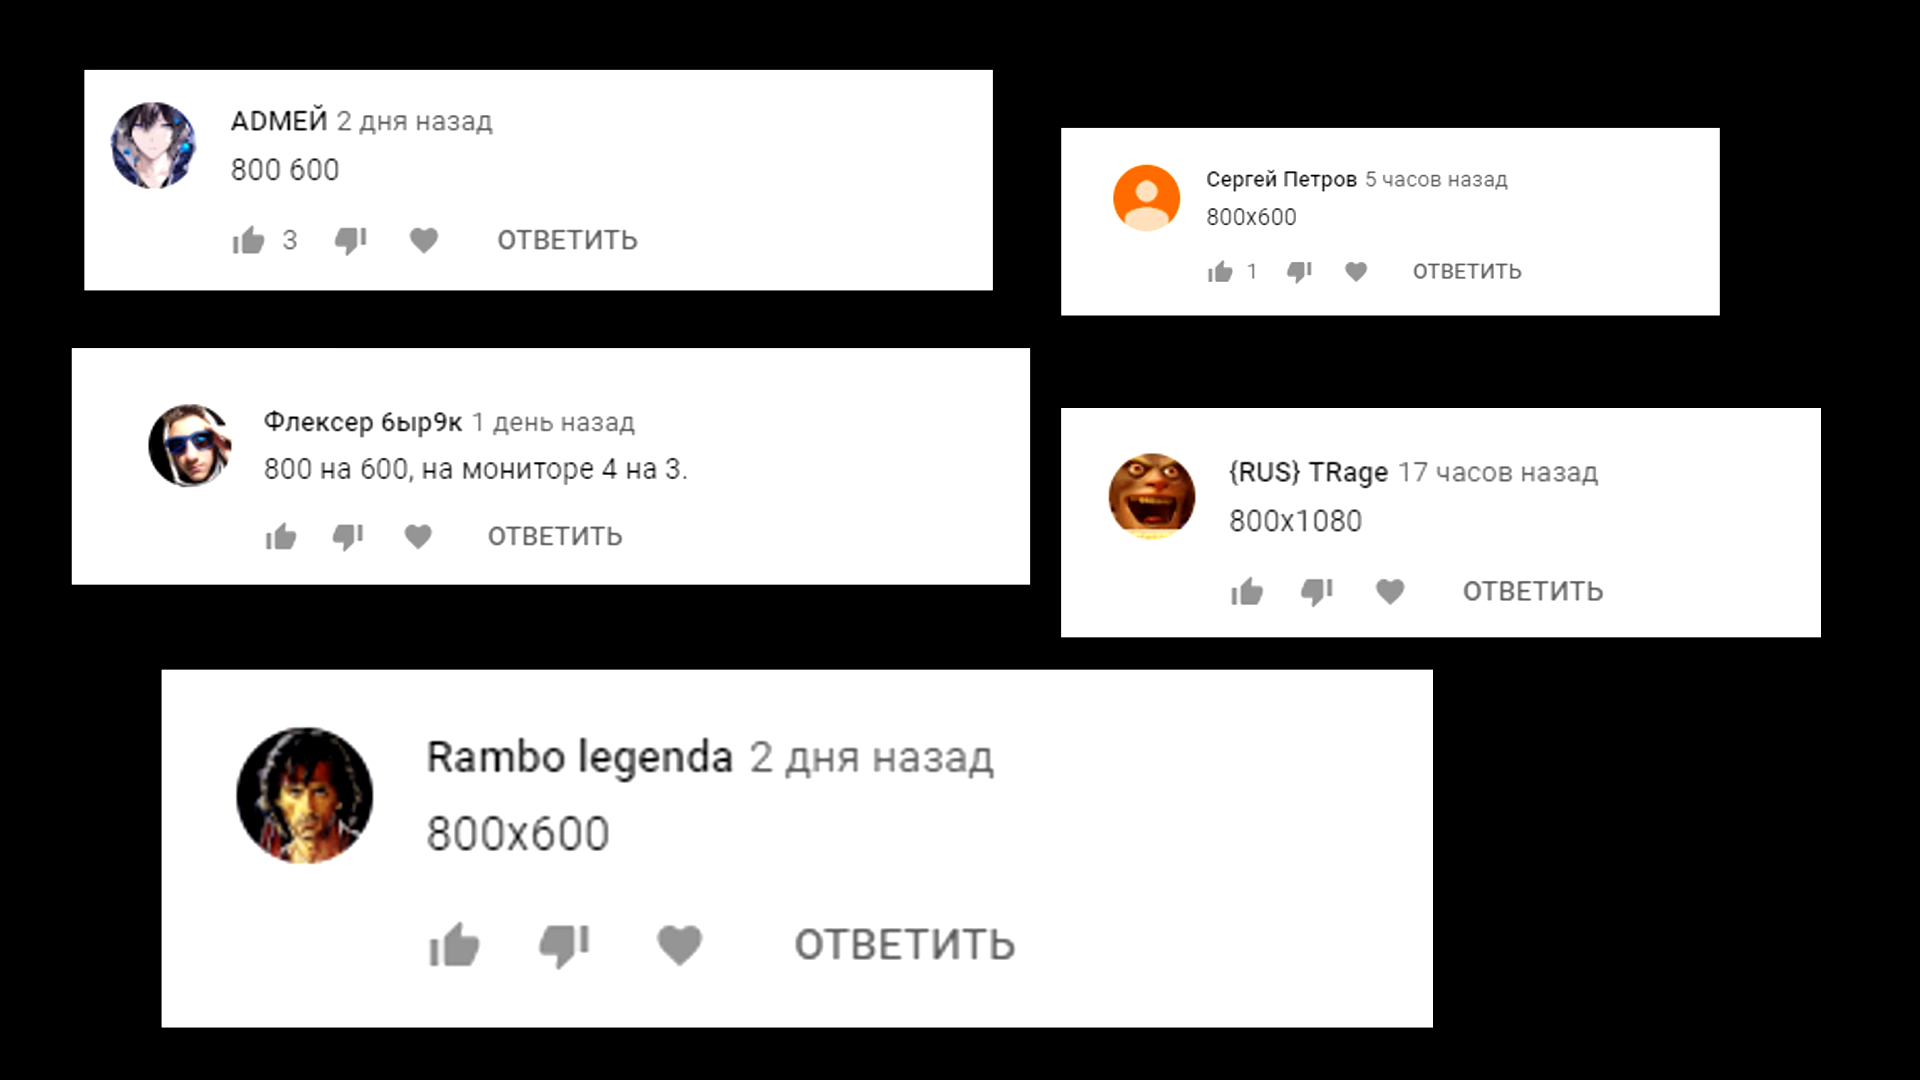 ADMEЙ 2 дня назад
800 600
3 ОТВЕТИТЬ
Сергей Петров 5 часов назад
800x600
1 ОТВЕТИТЬ
Флексер 6ыр9к 1 день назад
800 на 600, на мониторе 4 на 3.
ОТВЕТИТЬ
{RUS} TRage 17 часов назад
800x1080
ОТВЕТИТЬ
Rambo legenda 2 дня назад
800x600
ОТВЕТИТЬ